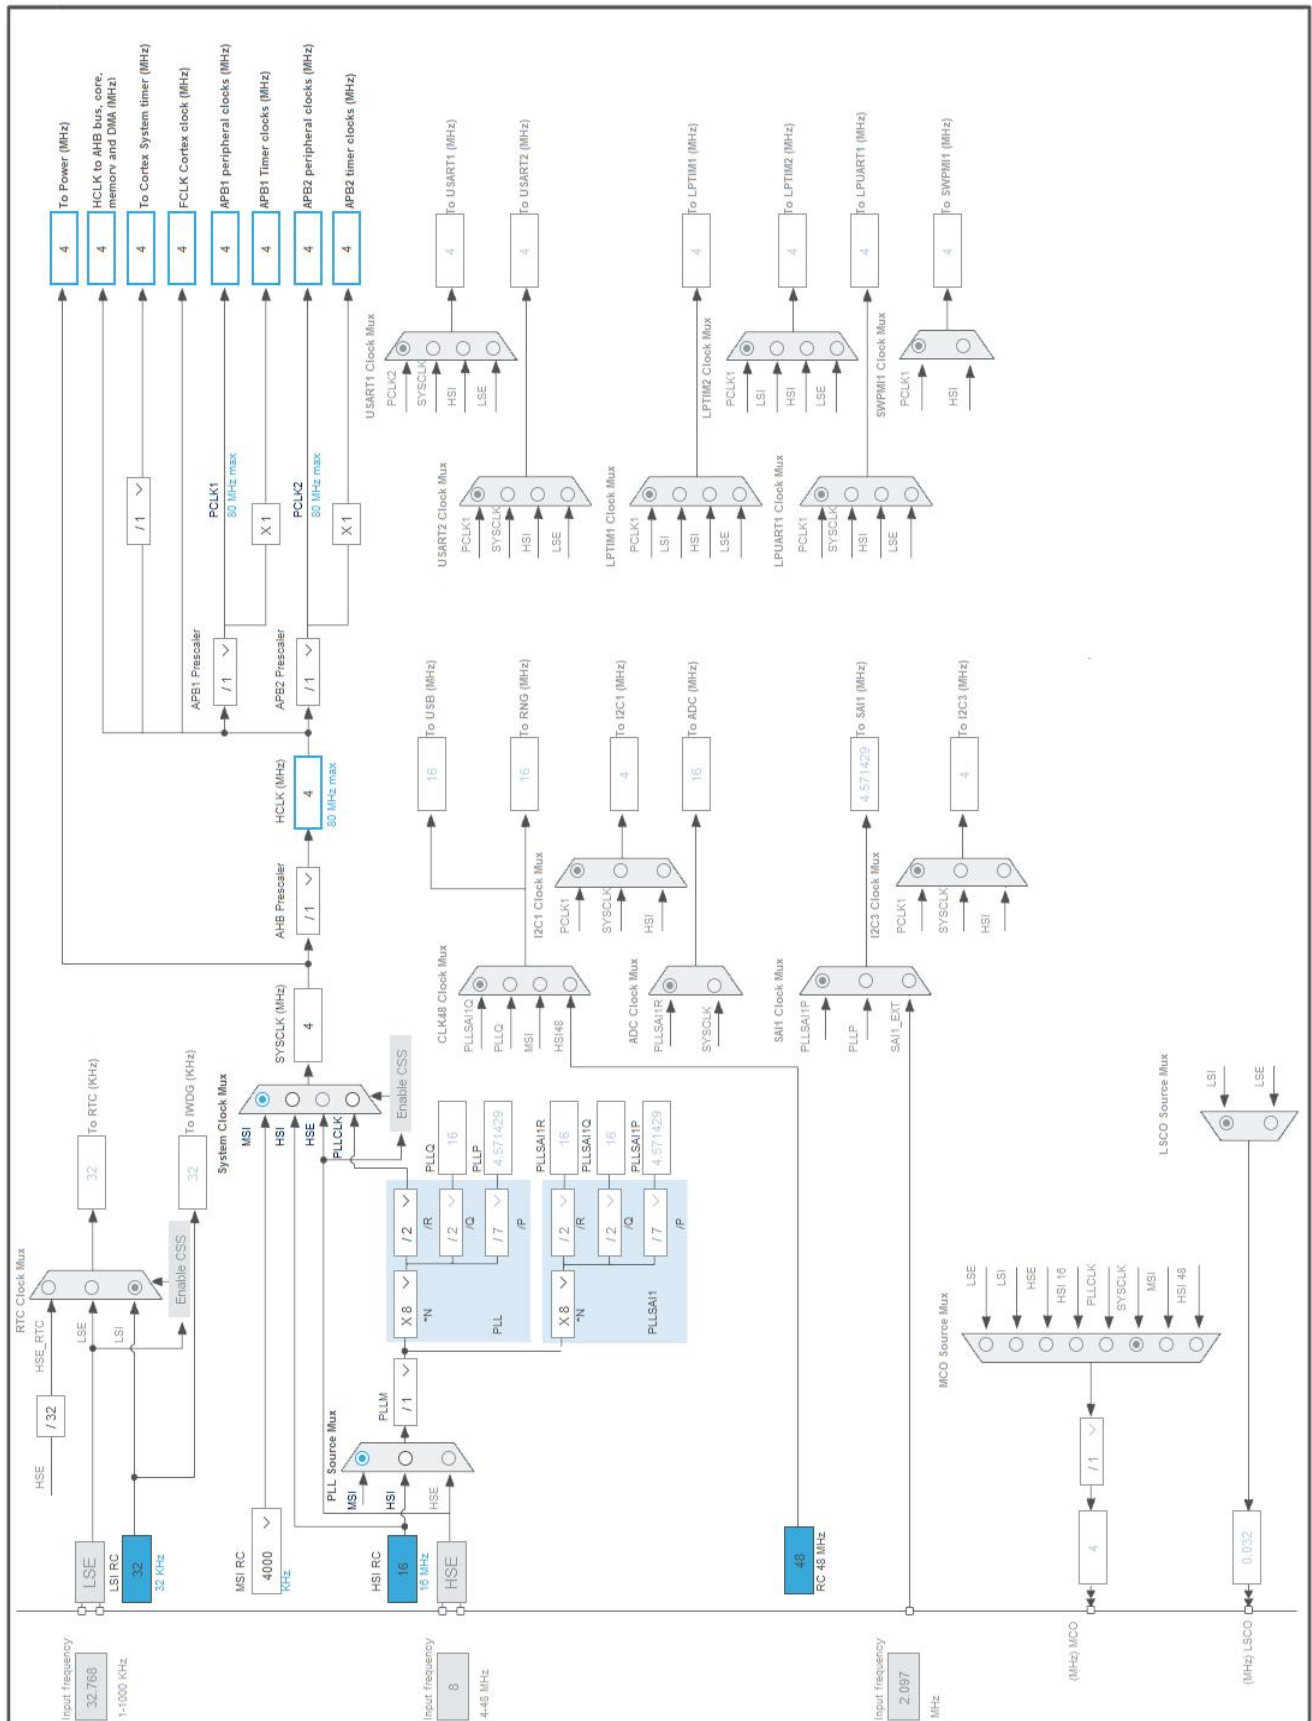 Input frequency
32.768
1-1000 KHz
LSE
LSI RC
32
32 KHz
HSE
/ 32
HSE_RTC
LSE
LSI
RTC Clock Mux
Enable CSS
32
To RTC (KHz)
32
To IWDG (KHz)
MSI RC
4000
KHz
HSI RC
16
16 MHz
Input frequency
8
4-48 MHz
HSE
PLL Source Mux
MSI
HSI
HSE
PLLM
/ 1
X 8
*N
PLL
/ 2
/R
/ 2
/Q
/ 7
/P
PLLQ
16
PLLP
4.571429
X 8
*N
PLLSAI1
/ 2
/R
/ 2
/Q
/ 7
/P
PLLSAI1R
16
PLLSAI1Q
16
PLLSAI1P
4.571429
System Clock Mux
MSI
HSI
HSE
PLLCLK
Enable CSS
SYSCLK (MHz)
4
AHB Prescaler
/ 1
HCLK (MHz)
4
80 MHz max
APB1 Prescaler
/ 1
APB2 Prescaler
/ 1
/ 1
PCLK1
80 MHz max
X 1
PCLK2
80 MHz max
X 1
4
To Power (MHz)
4
HCLK to AHB bus, core,
memory and DMA (MHz)
4
To Cortex System timer (MHz)
4
FCLK Cortex clock (MHz)
4
APB1 peripheral clocks (MHz)
4
APB1 Timer clocks (MHz)
4
APB2 peripheral clocks (MHz)
4
APB2 timer clocks (MHz)
48
RC 48 MHz
CLK48 Clock Mux
PLLSAI1Q
PLLQ
MSI
HSI48
16
To USB (MHz)
16
To RNG (MHz)
I2C1 Clock Mux
PCLK1
SYSCLK
HSI
4
To I2C1 (MHz)
ADC Clock Mux
PLLSAI1R
SYSCLK
16
To ADC (MHz)
Input frequency
2.097
MHz
SAI1 Clock Mux
PLLSAI1P
PLLP
SAI1_EXT
4.571429
To SAI1 (MHz)
I2C3 Clock Mux
PCLK1
SYSCLK
HSI
4
To I2C3 (MHz)
USART1 Clock Mux
PCLK2
SYSCLK
HSI
LSE
4
To USART1 (MHz)
USART2 Clock Mux
PCLK1
SYSCLK
HSI
LSE
4
To USART2 (MHz)
LPTIM1 Clock Mux
PCLK1
LSI
HSI
LSE
4
To LPTIM1 (MHz)
LPTIM2 Clock Mux
PCLK1
LSI
HSI
LSE
4
To LPTIM2 (MHz)
LPUART1 Clock Mux
PCLK1
SYSCLK
HSI
LSE
4
To LPUART1 (MHz)
SWPMI1 Clock Mux
PCLK1
HSI
4
To SWPMI1 (MHz)
MCO Source Mux
LSE
LSI
HSE
HSI 16
PLLCLK
SYSCLK
MSI
HSI 48
/ 1
4
(MHz) MCO
LSCO Source Mux
LSI
LSE
0.032
(MHz) LSCO